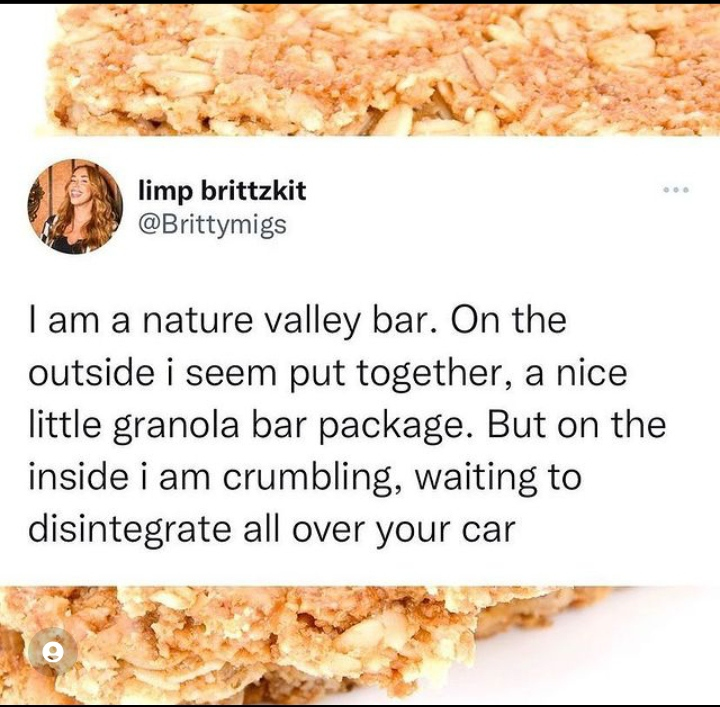 limp brittzkit
@Brittymigs
I am a nature valley bar. On the
outside i seem put together, a nice
little granola bar package. But on the
inside i am crumbling, waiting to
disintegrate all over your car